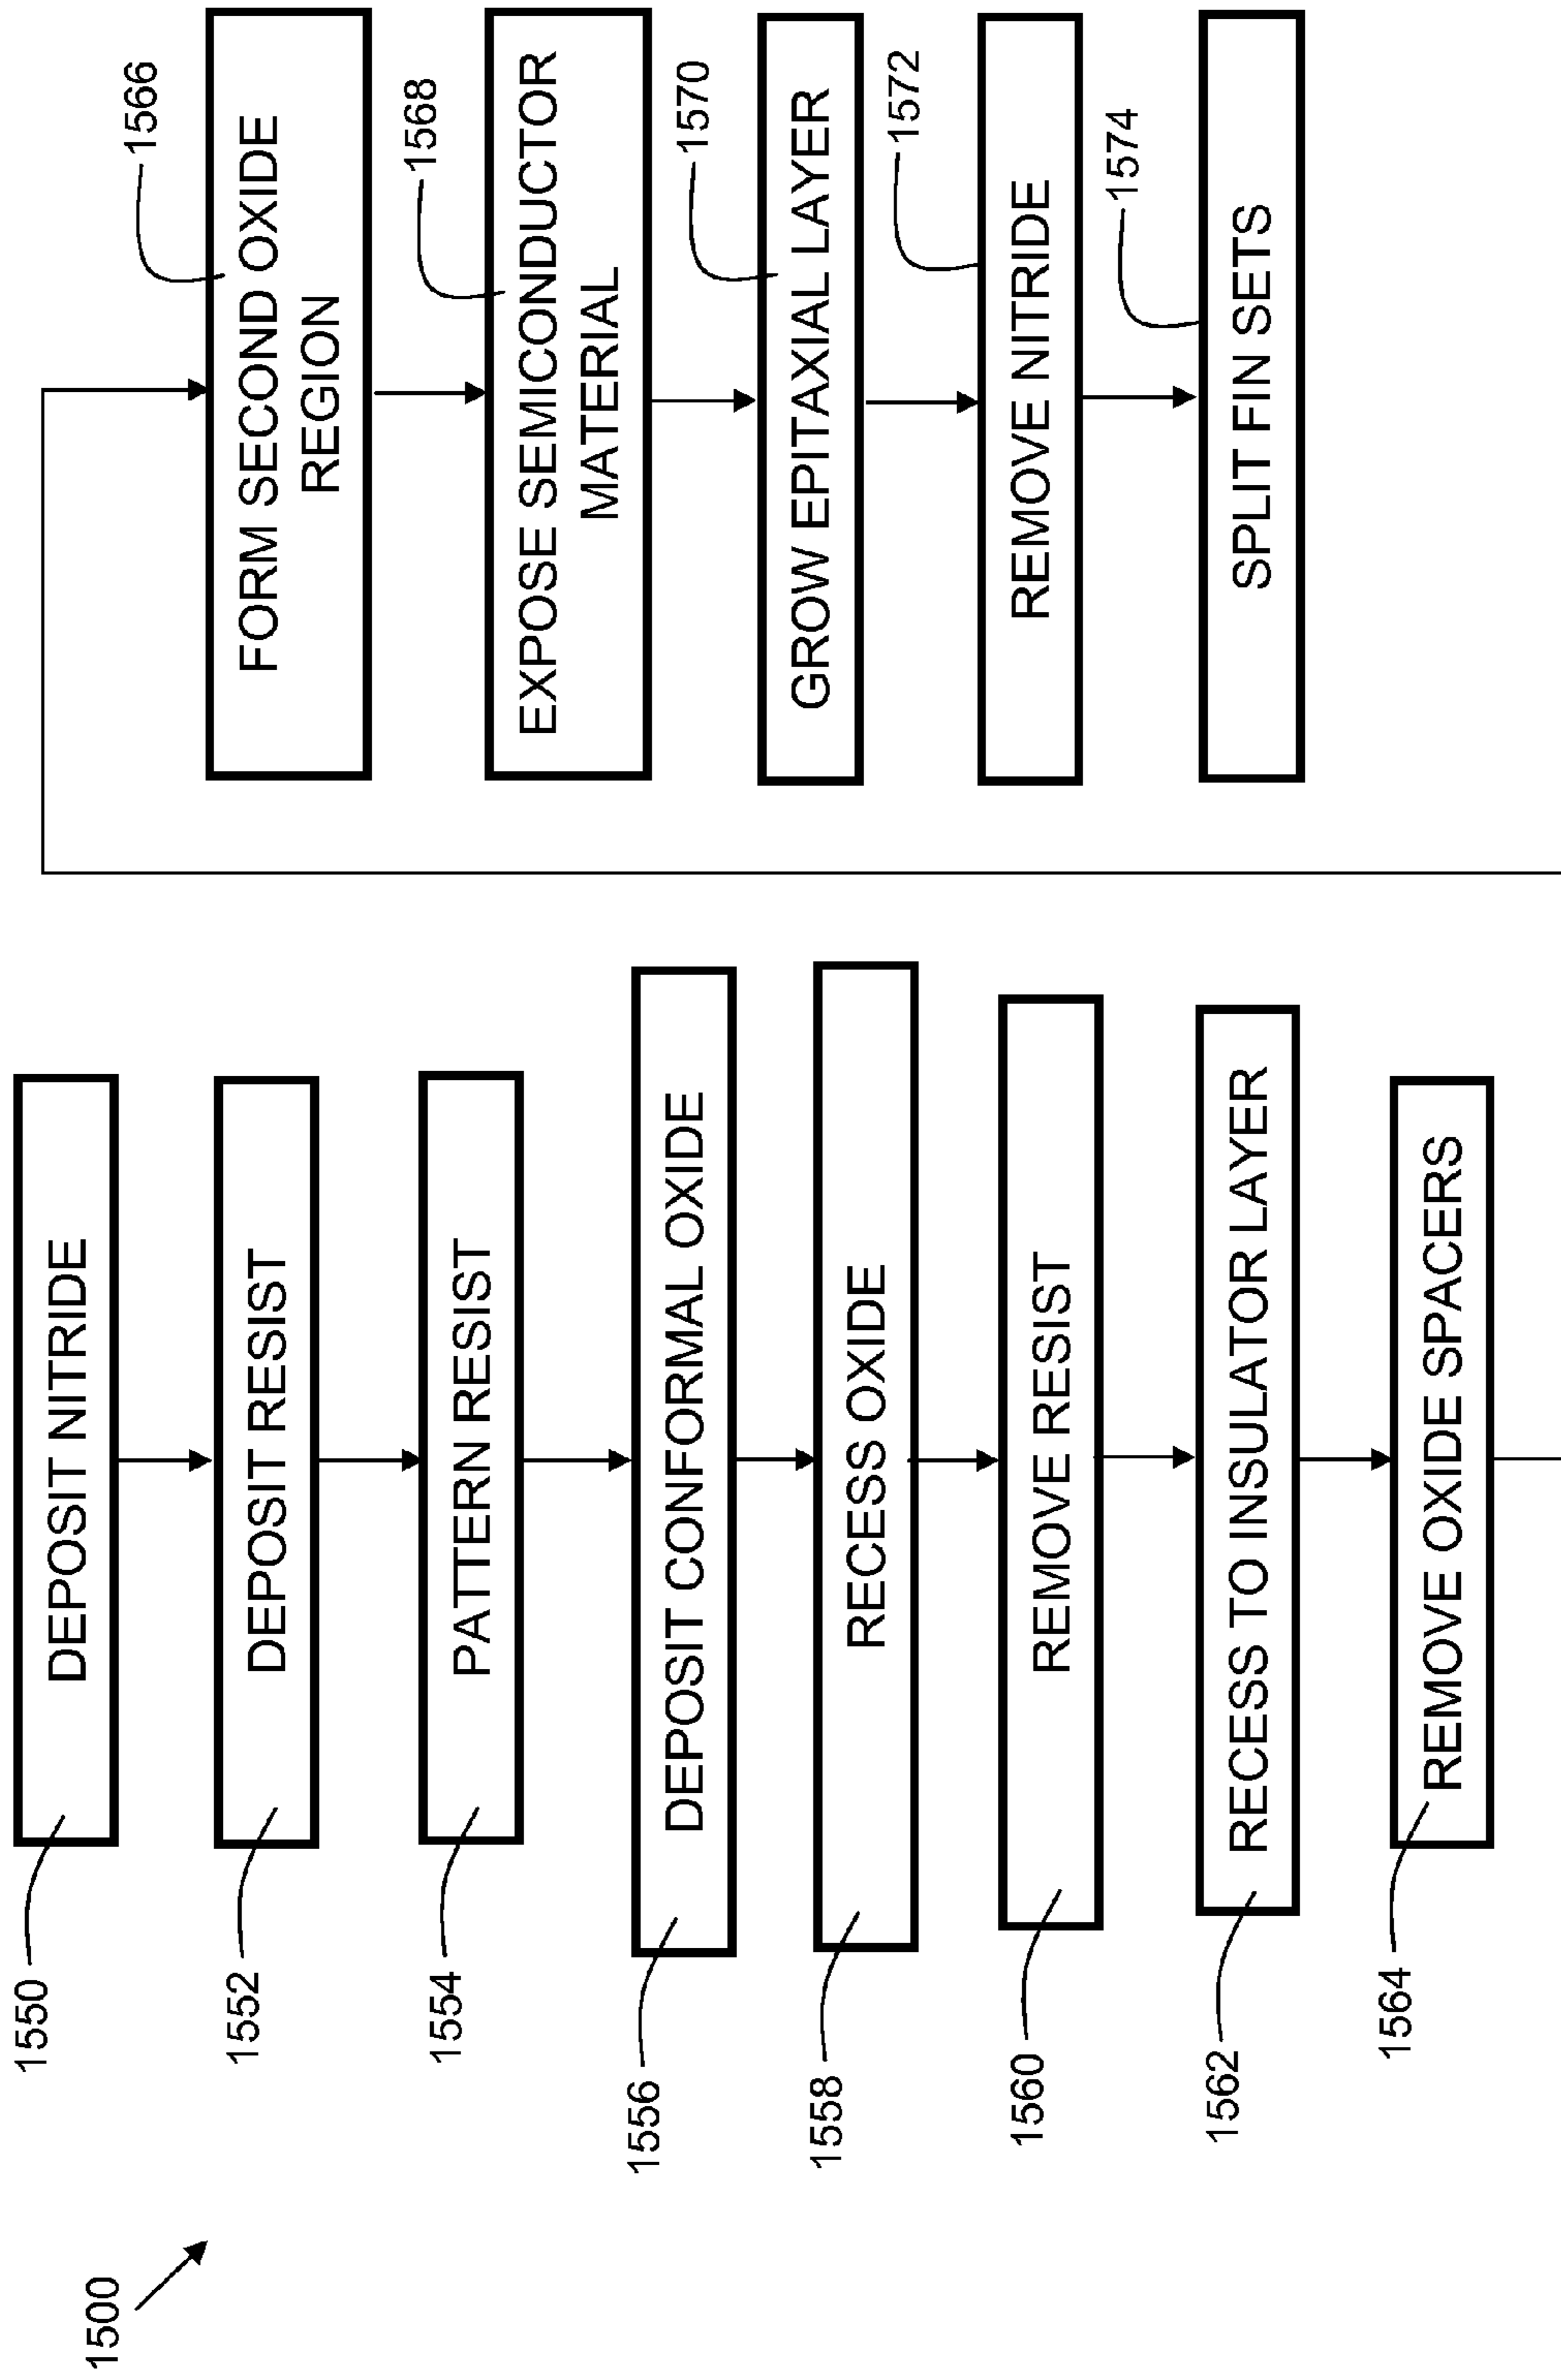 1500
1550
DEPOSIT NITRIDE
1552
DEPOSIT RESIST
1554
PATTERN RESIST
1556
DEPOSIT CONFORMAL OXIDE
1558
RECESS OXIDE
1560
REMOVE RESIST
1562
RECESS TO INSULATOR LAYER
1564
REMOVE OXIDE SPACERS
1566
FORM SECOND OXIDE
REGION
1568
EXPOSE SEMICONDUCTOR
MATERIAL
1570
GROW EPITAXIAL LAYER
1572
REMOVE NITRIDE
1574
SPLIT FIN SETS